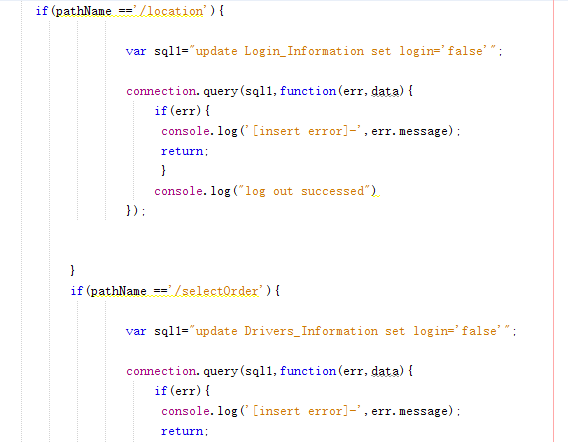 if(pathName =='/location'){
var sql1="update Login_Information set login='false'";
connection.query(sql1,function(err,data){
if(err){
console.log('[insert error]-',err.message);
return;
}
console.log("log out successed")
});
}
if(pathName =='/selectOrder'){
var sql1="update Drivers_Information set login='false'";
connection.query(sql1,function(err,data){
if(err){
console.log('[insert error]-',err.message);
return;